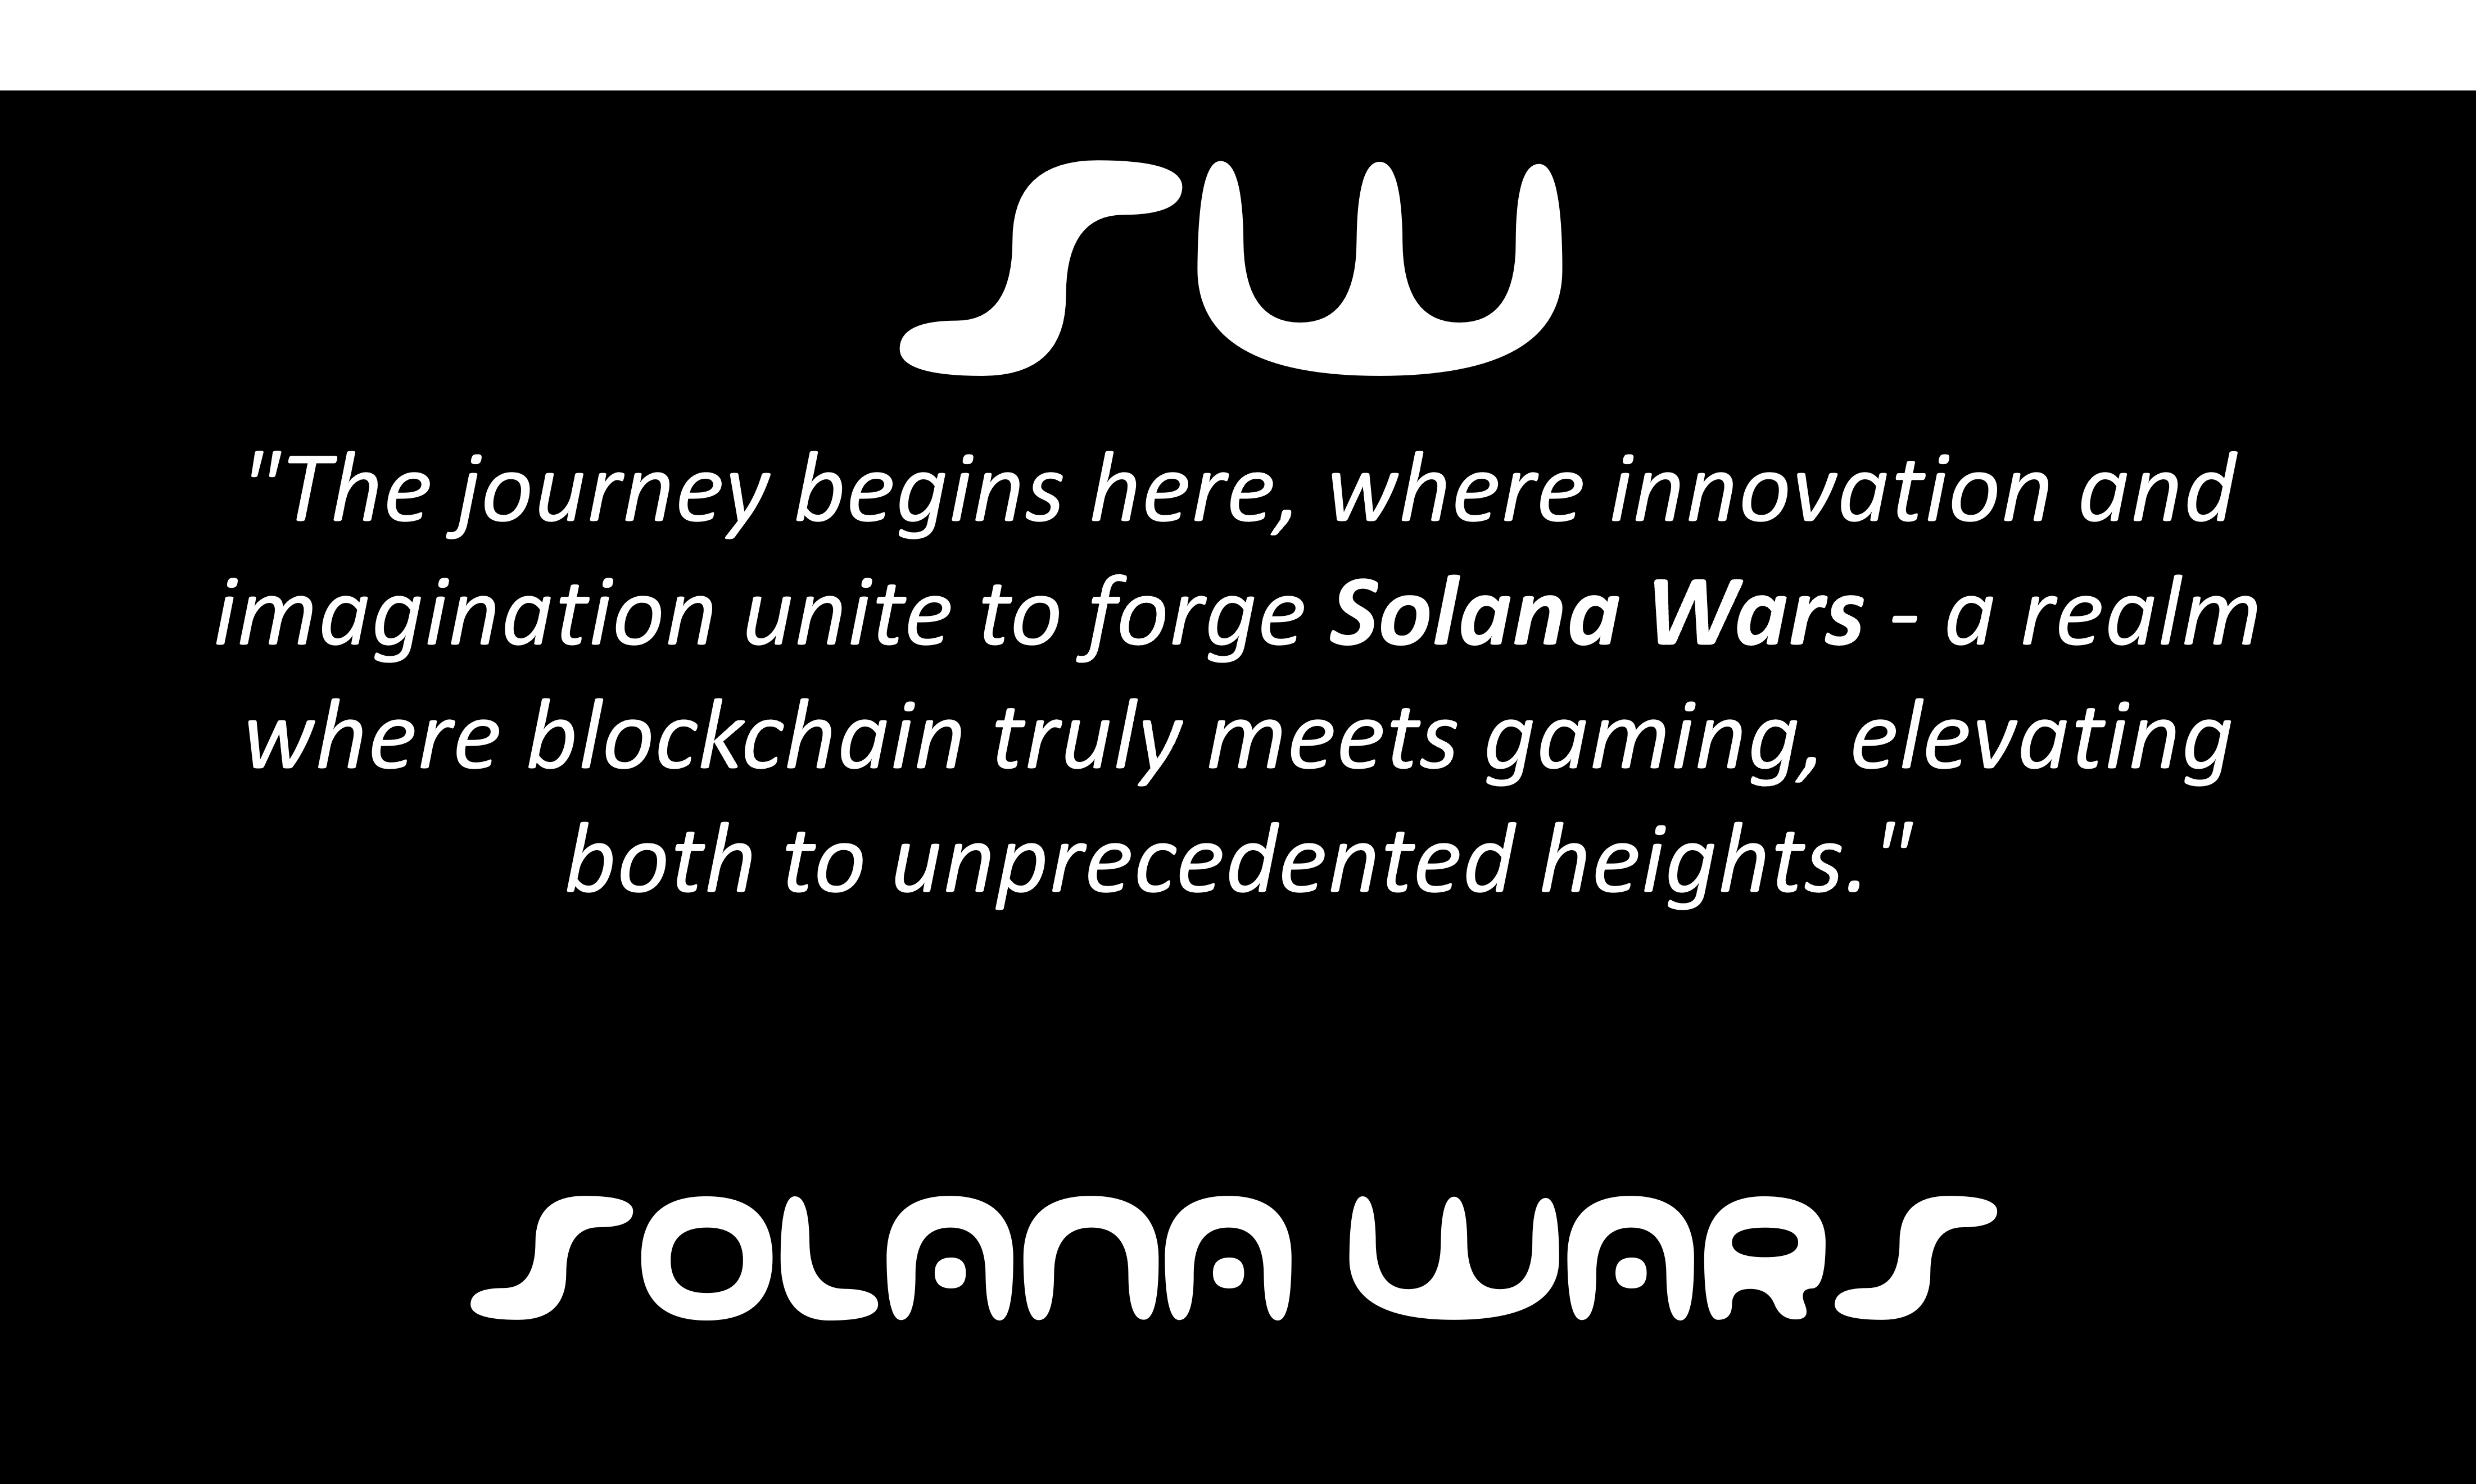 SW
"The journey begins here, where innovation and
imagination unite to forge Solana Wars - a realm
where blockchain truly meets gaming, elevating
both to unprecedented heights."
SOLANA WARS